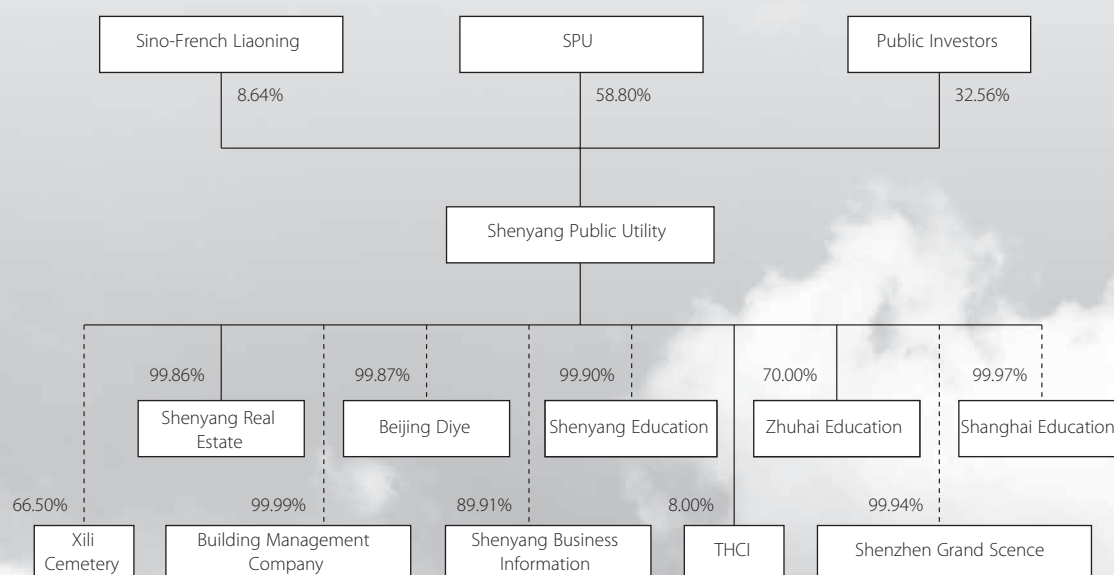 Sino-French Liaoning
SPU
Public Investors
8.64%
58.80%
32.56%
Shenyang Public Utility
99.86%
99.87%
99.90%
70.00%
99.97%
Shenyang Real
Estate
Beijing Diye
Shenyang Education
Zhuhai Education
Shanghai Education
66.50%
99.99%
89.91%
8.00%
99.94%
Xili
Cemetery
Building Management
Company
Shenyang Business
Information
THCI
Shenzhen Grand Scence